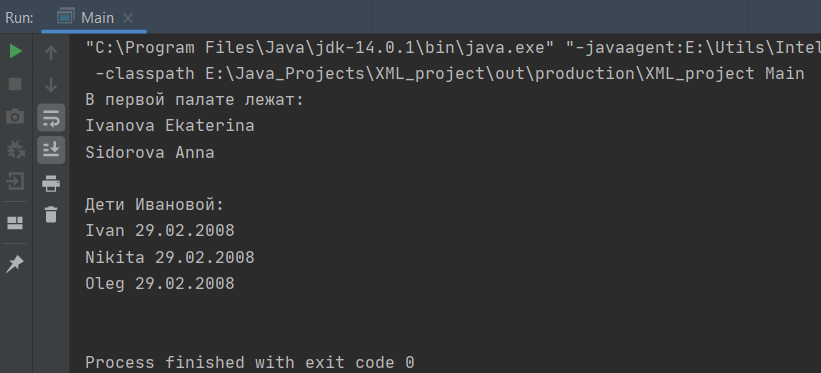 Run: Main
"C:\Program Files\Java\jdk-14.0.1\bin\java.exe" "-javaagent:E:\Utils\Intel
-classpath E:\Java_Projects\XML_project\out\production\XML_project Main
В первой палате лежат:
Ivanova Ekaterina
Sidorova Anna
Дети Ивановой:
Ivan 29.02.2008
Nikita 29.02.2008
Oleg 29.02.2008
Process finished with exit code 0